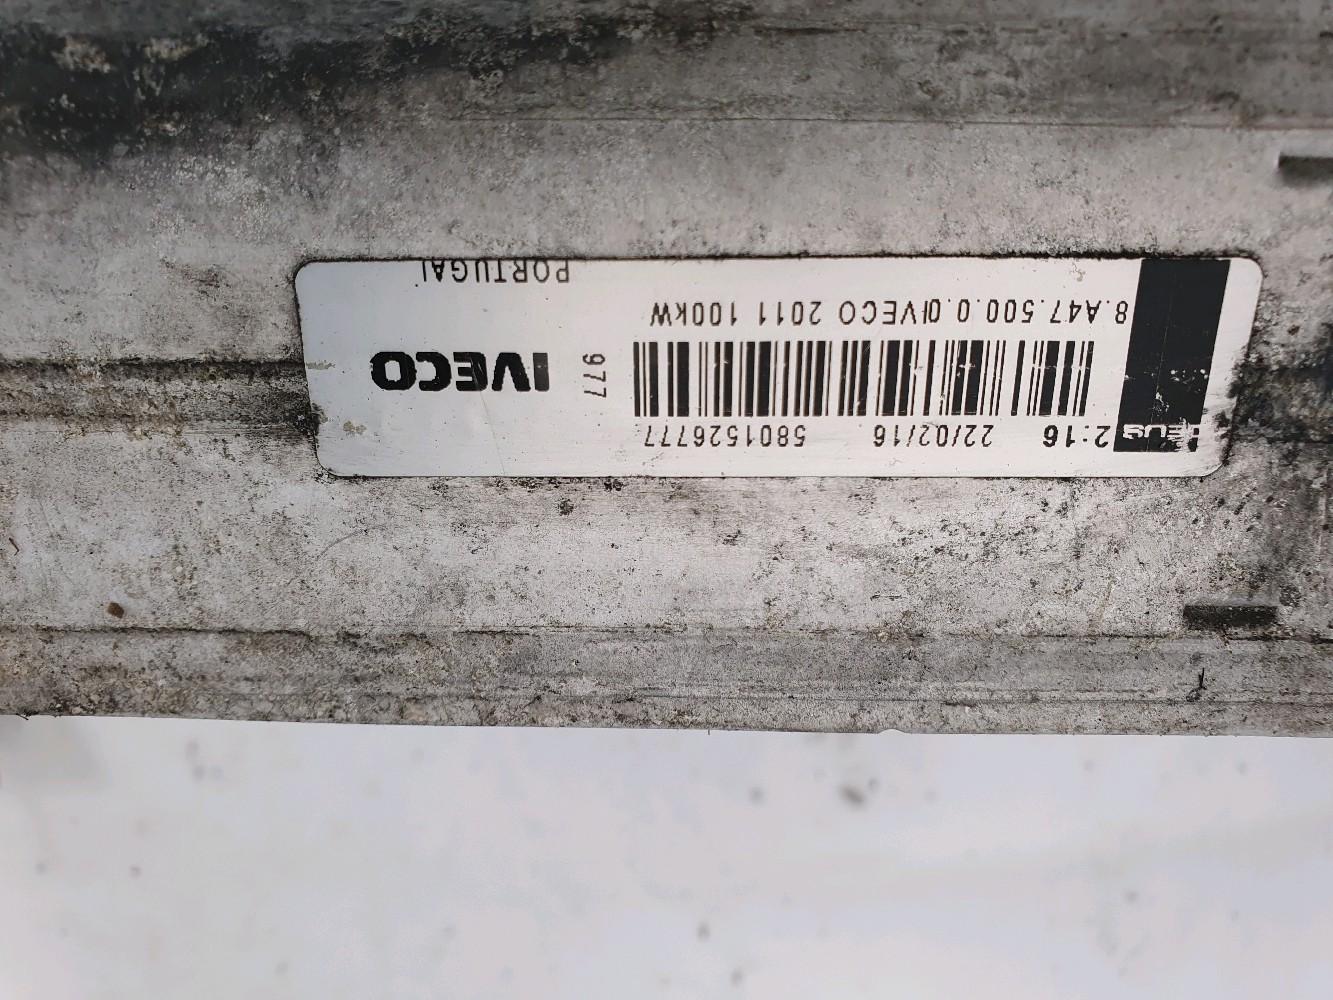 2:16 22/02/16 5801526777
977
IVECO
8.A47.500.0.0IVECO 2011 100kW
PORTUGAL